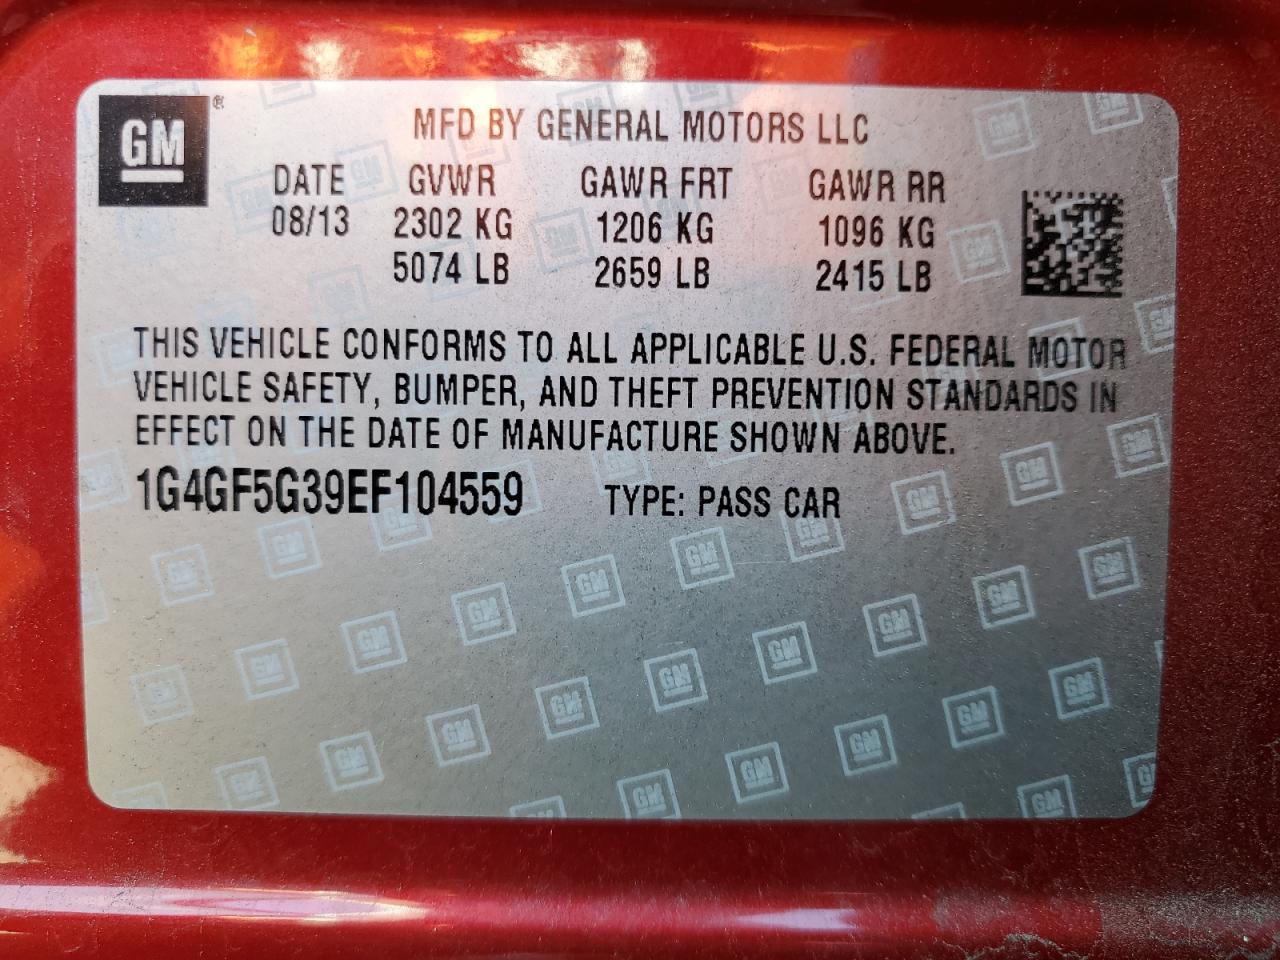 GM®
MFD BY GENERAL MOTORS LLC
DATE GVWR GAWR FRT GAWR RR
08/13 2302 KG 1206 KG 1096 KG
5074 LB 2659 LB 2415 LB
THIS VEHICLE CONFORMS TO ALL APPLICABLE U.S. FEDERAL MOTOR
VEHICLE SAFETY, BUMPER, AND THEFT PREVENTION STANDARDS IN
EFFECT ON THE DATE OF MANUFACTURE SHOWN ABOVE.
1G4GF5G39EF104559 TYPE: PASS CAR